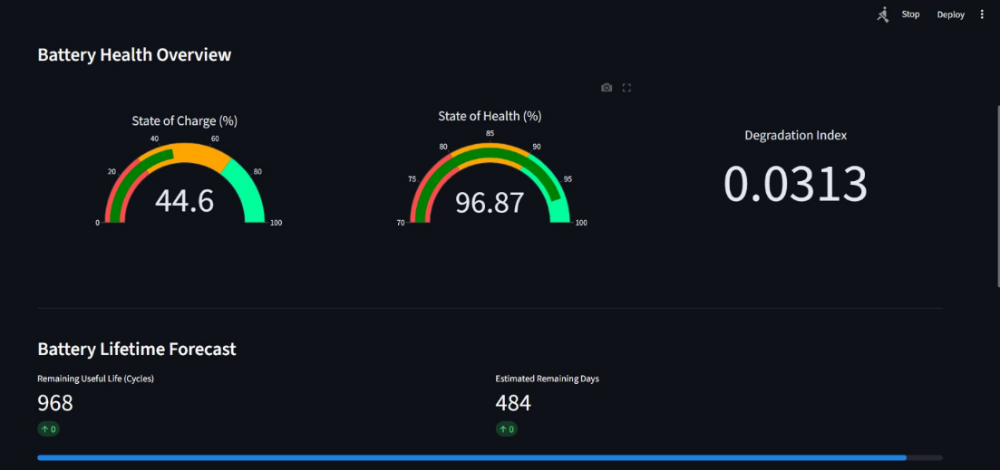 Stop Deploy
Battery Health Overview
State of Charge (%)
0 20 40 60 80 100
44.6
State of Health (%)
70 75 80 85 90 95 100
96.87
Degradation Index
0.0313
Battery Lifetime Forecast
Remaining Useful Life (Cycles)
968
↑ 0
Estimated Remaining Days
484
↑ 0